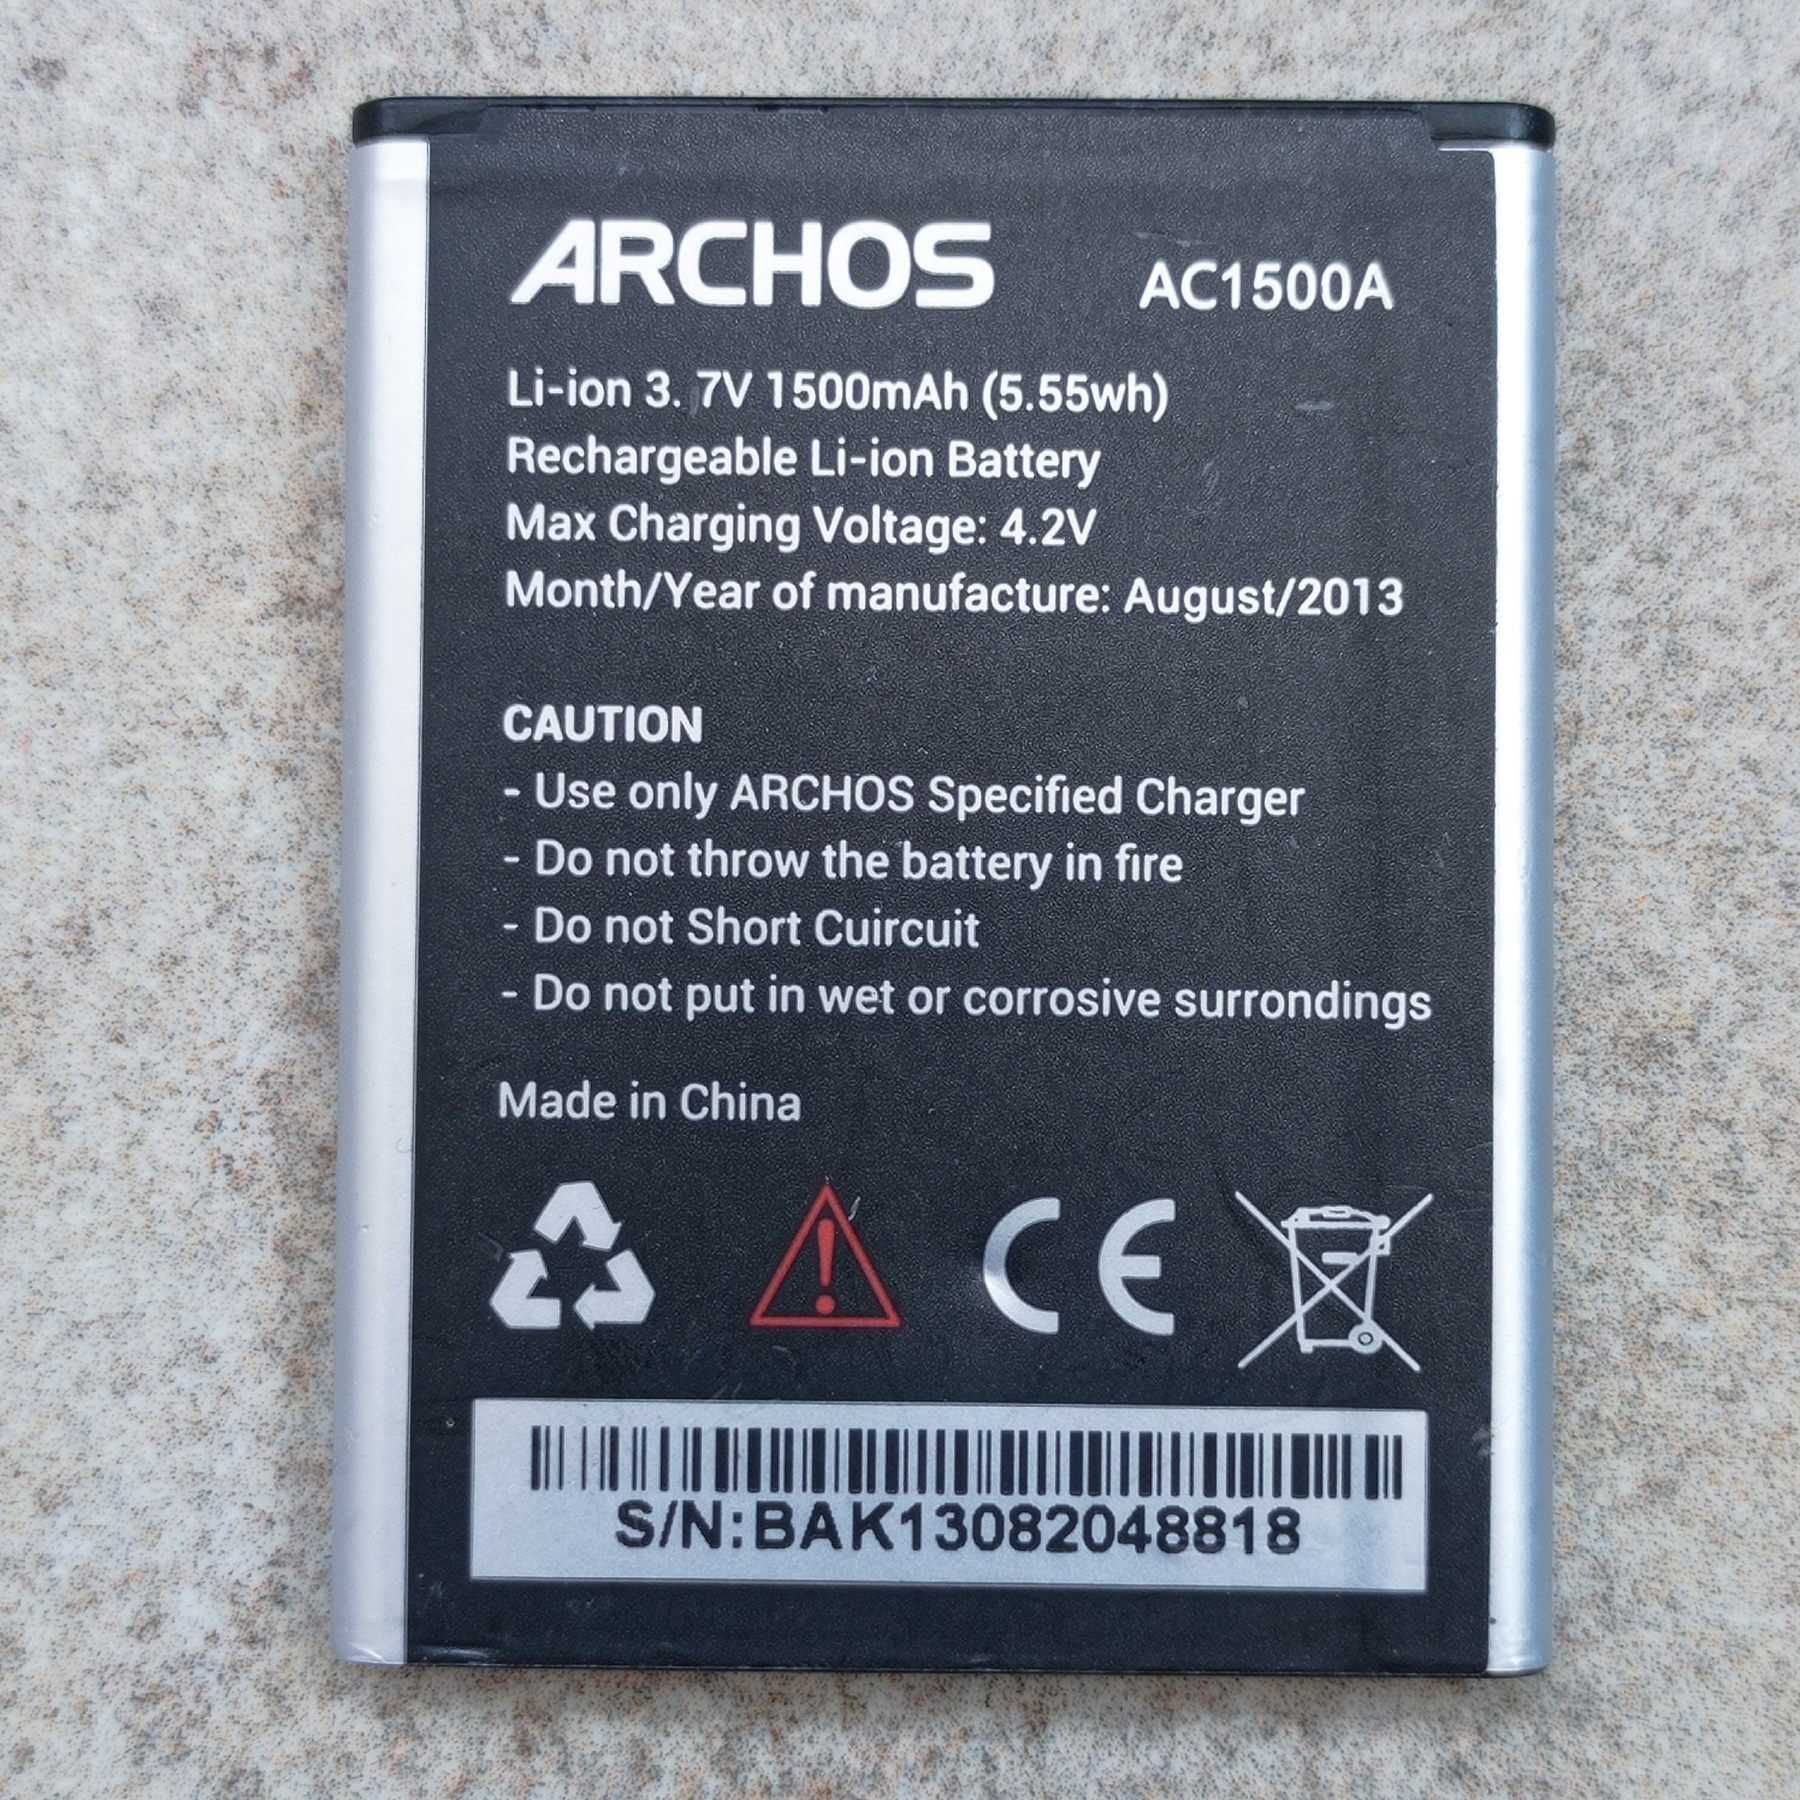 ARCHOS AC1500A
Li-ion 3. 7V 1500mAh (5.55wh)
Rechargeable Li-ion Battery
Max Charging Voltage: 4.2V
Month/Year of manufacture: August/2013
CAUTION
- Use only ARCHOS Specified Charger
- Do not throw the battery in fire
- Do not Short Cuircuit
- Do not put in wet or corrosive surrondings
Made in China
CE
S/N:BAK13082048818